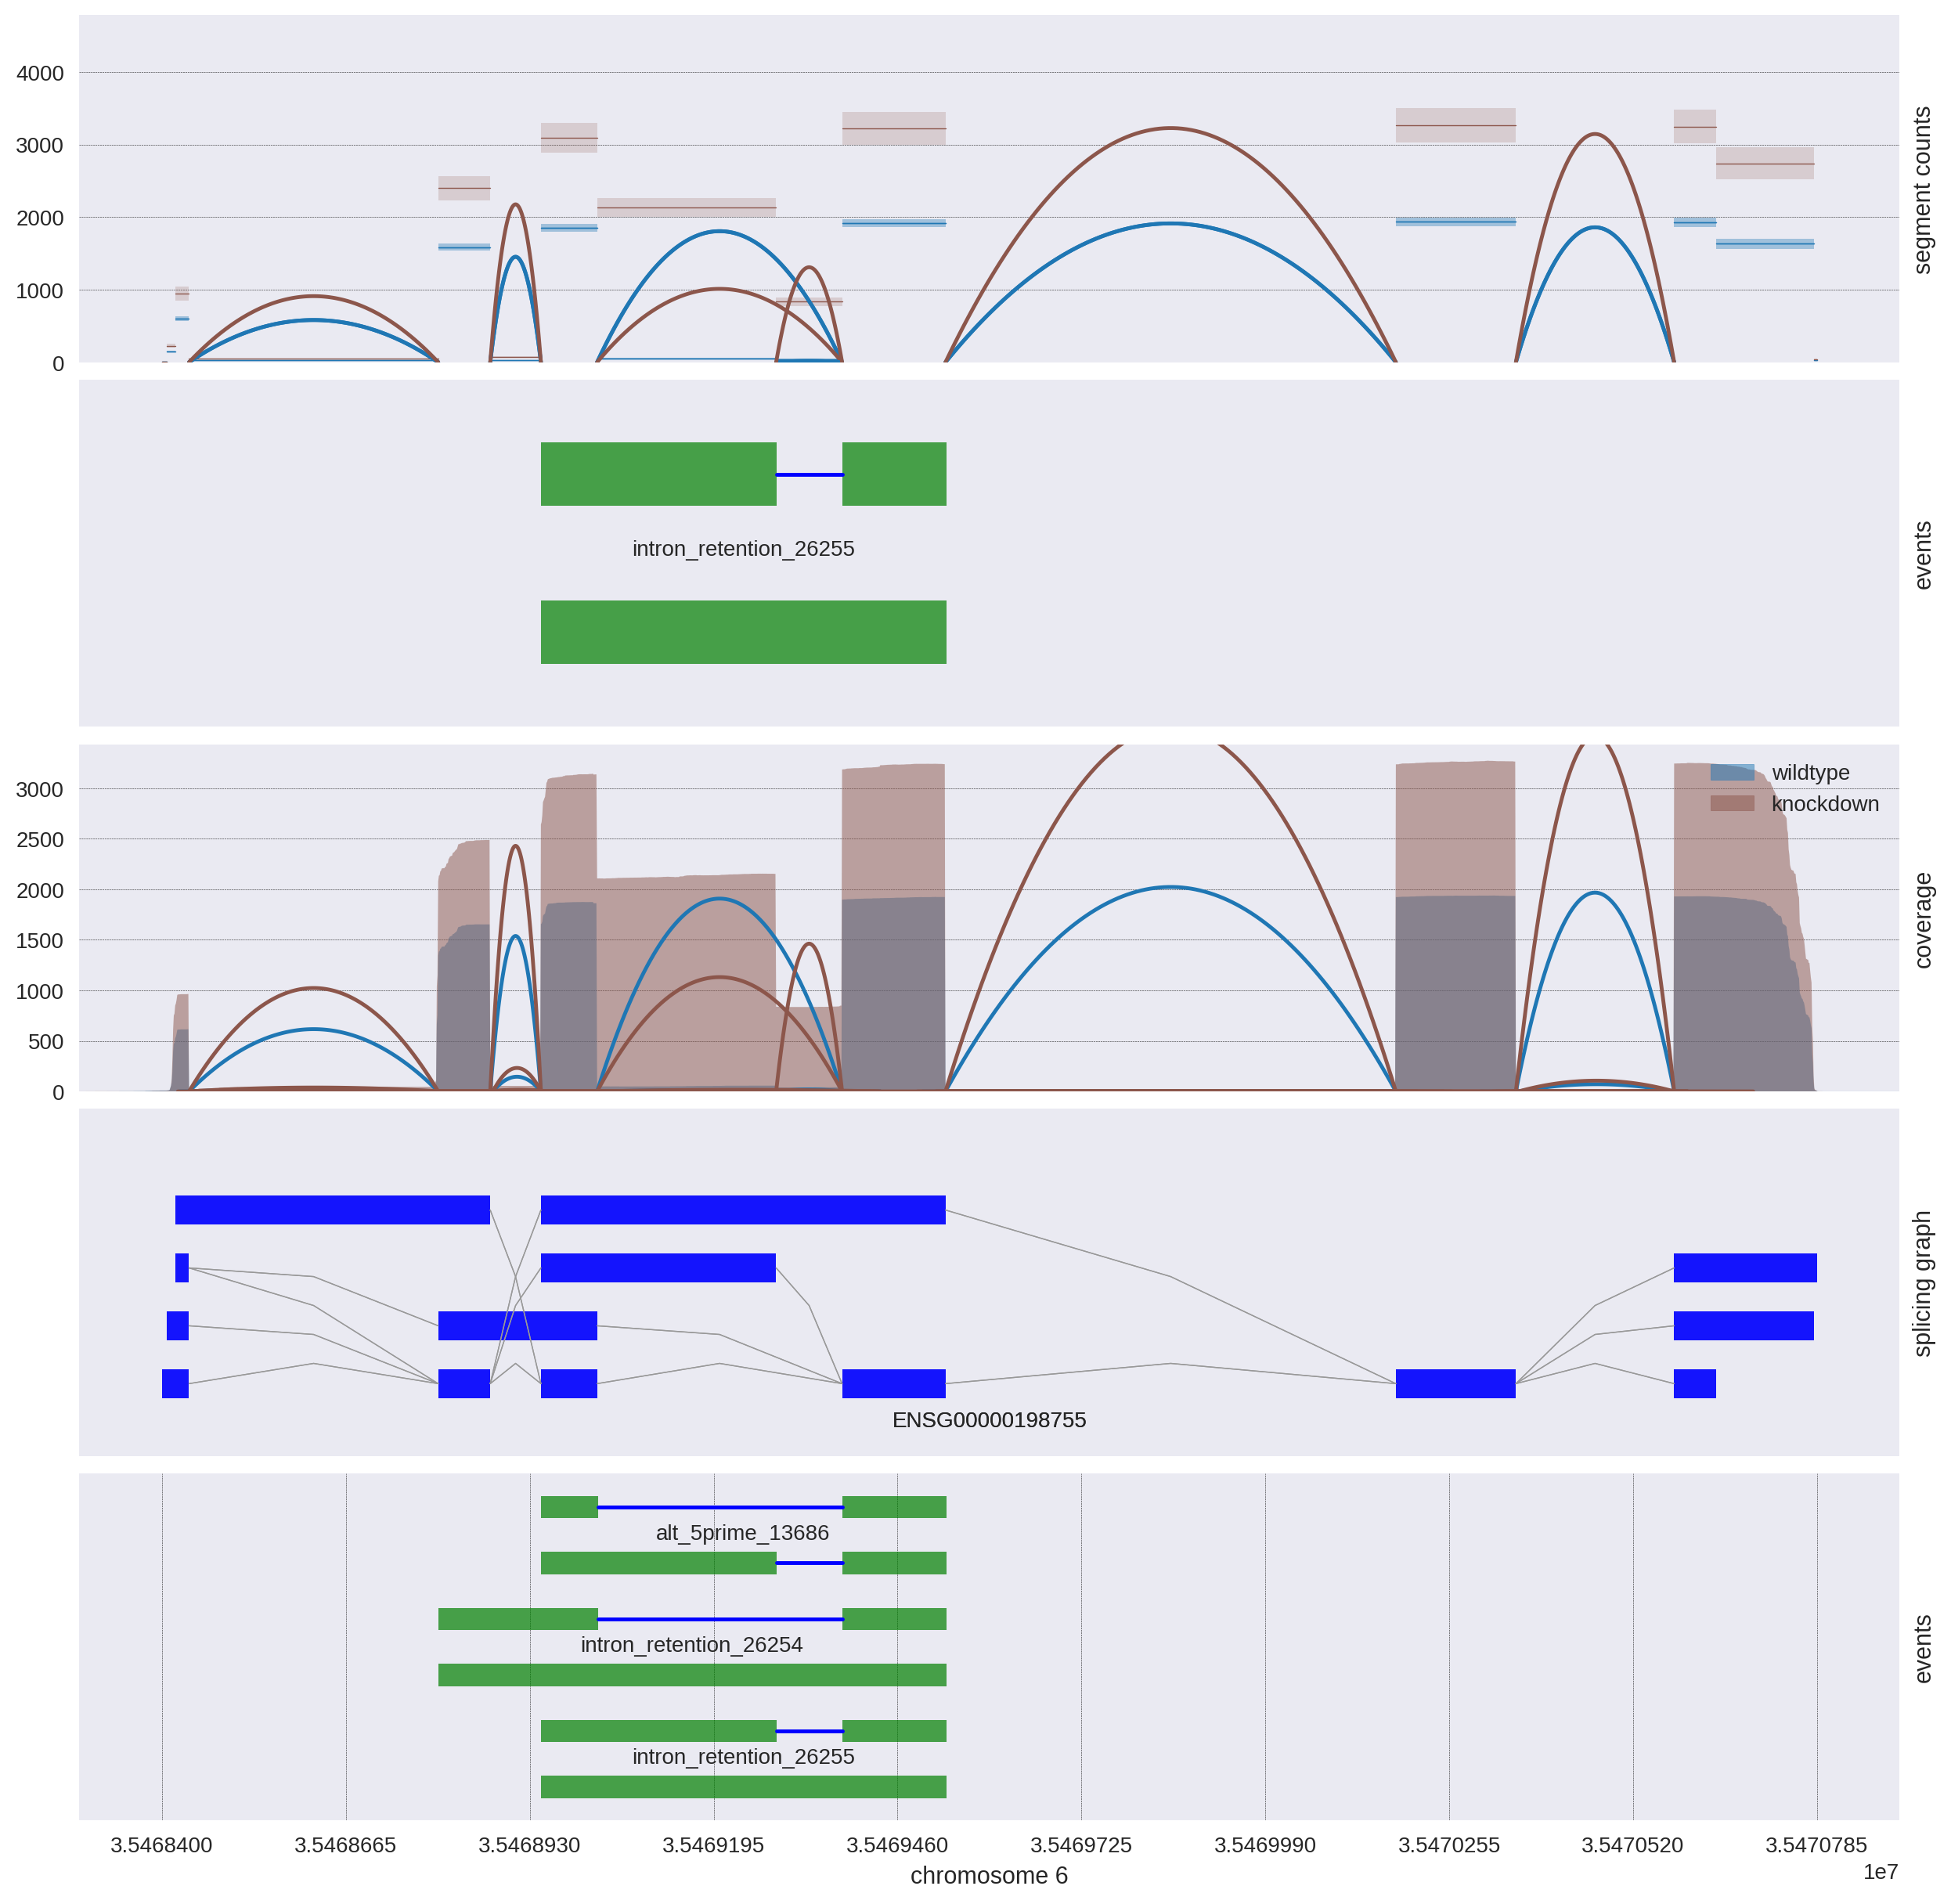 4000
3000
2000
1000
0
segment counts
intron_retention_26255
events
3000
2500
2000
1500
1000
500
0
wildtype
knockdown
coverage
ENSG00000198755
splicing graph
alt_5prime_13686
intron_retention_26254
intron_retention_26255
events
3.5468400 3.5468665 3.5468930 3.5469195 3.5469460 3.5469725 3.5469990 3.5470255 3.5470520 3.5470785
chromosome 6
1e7